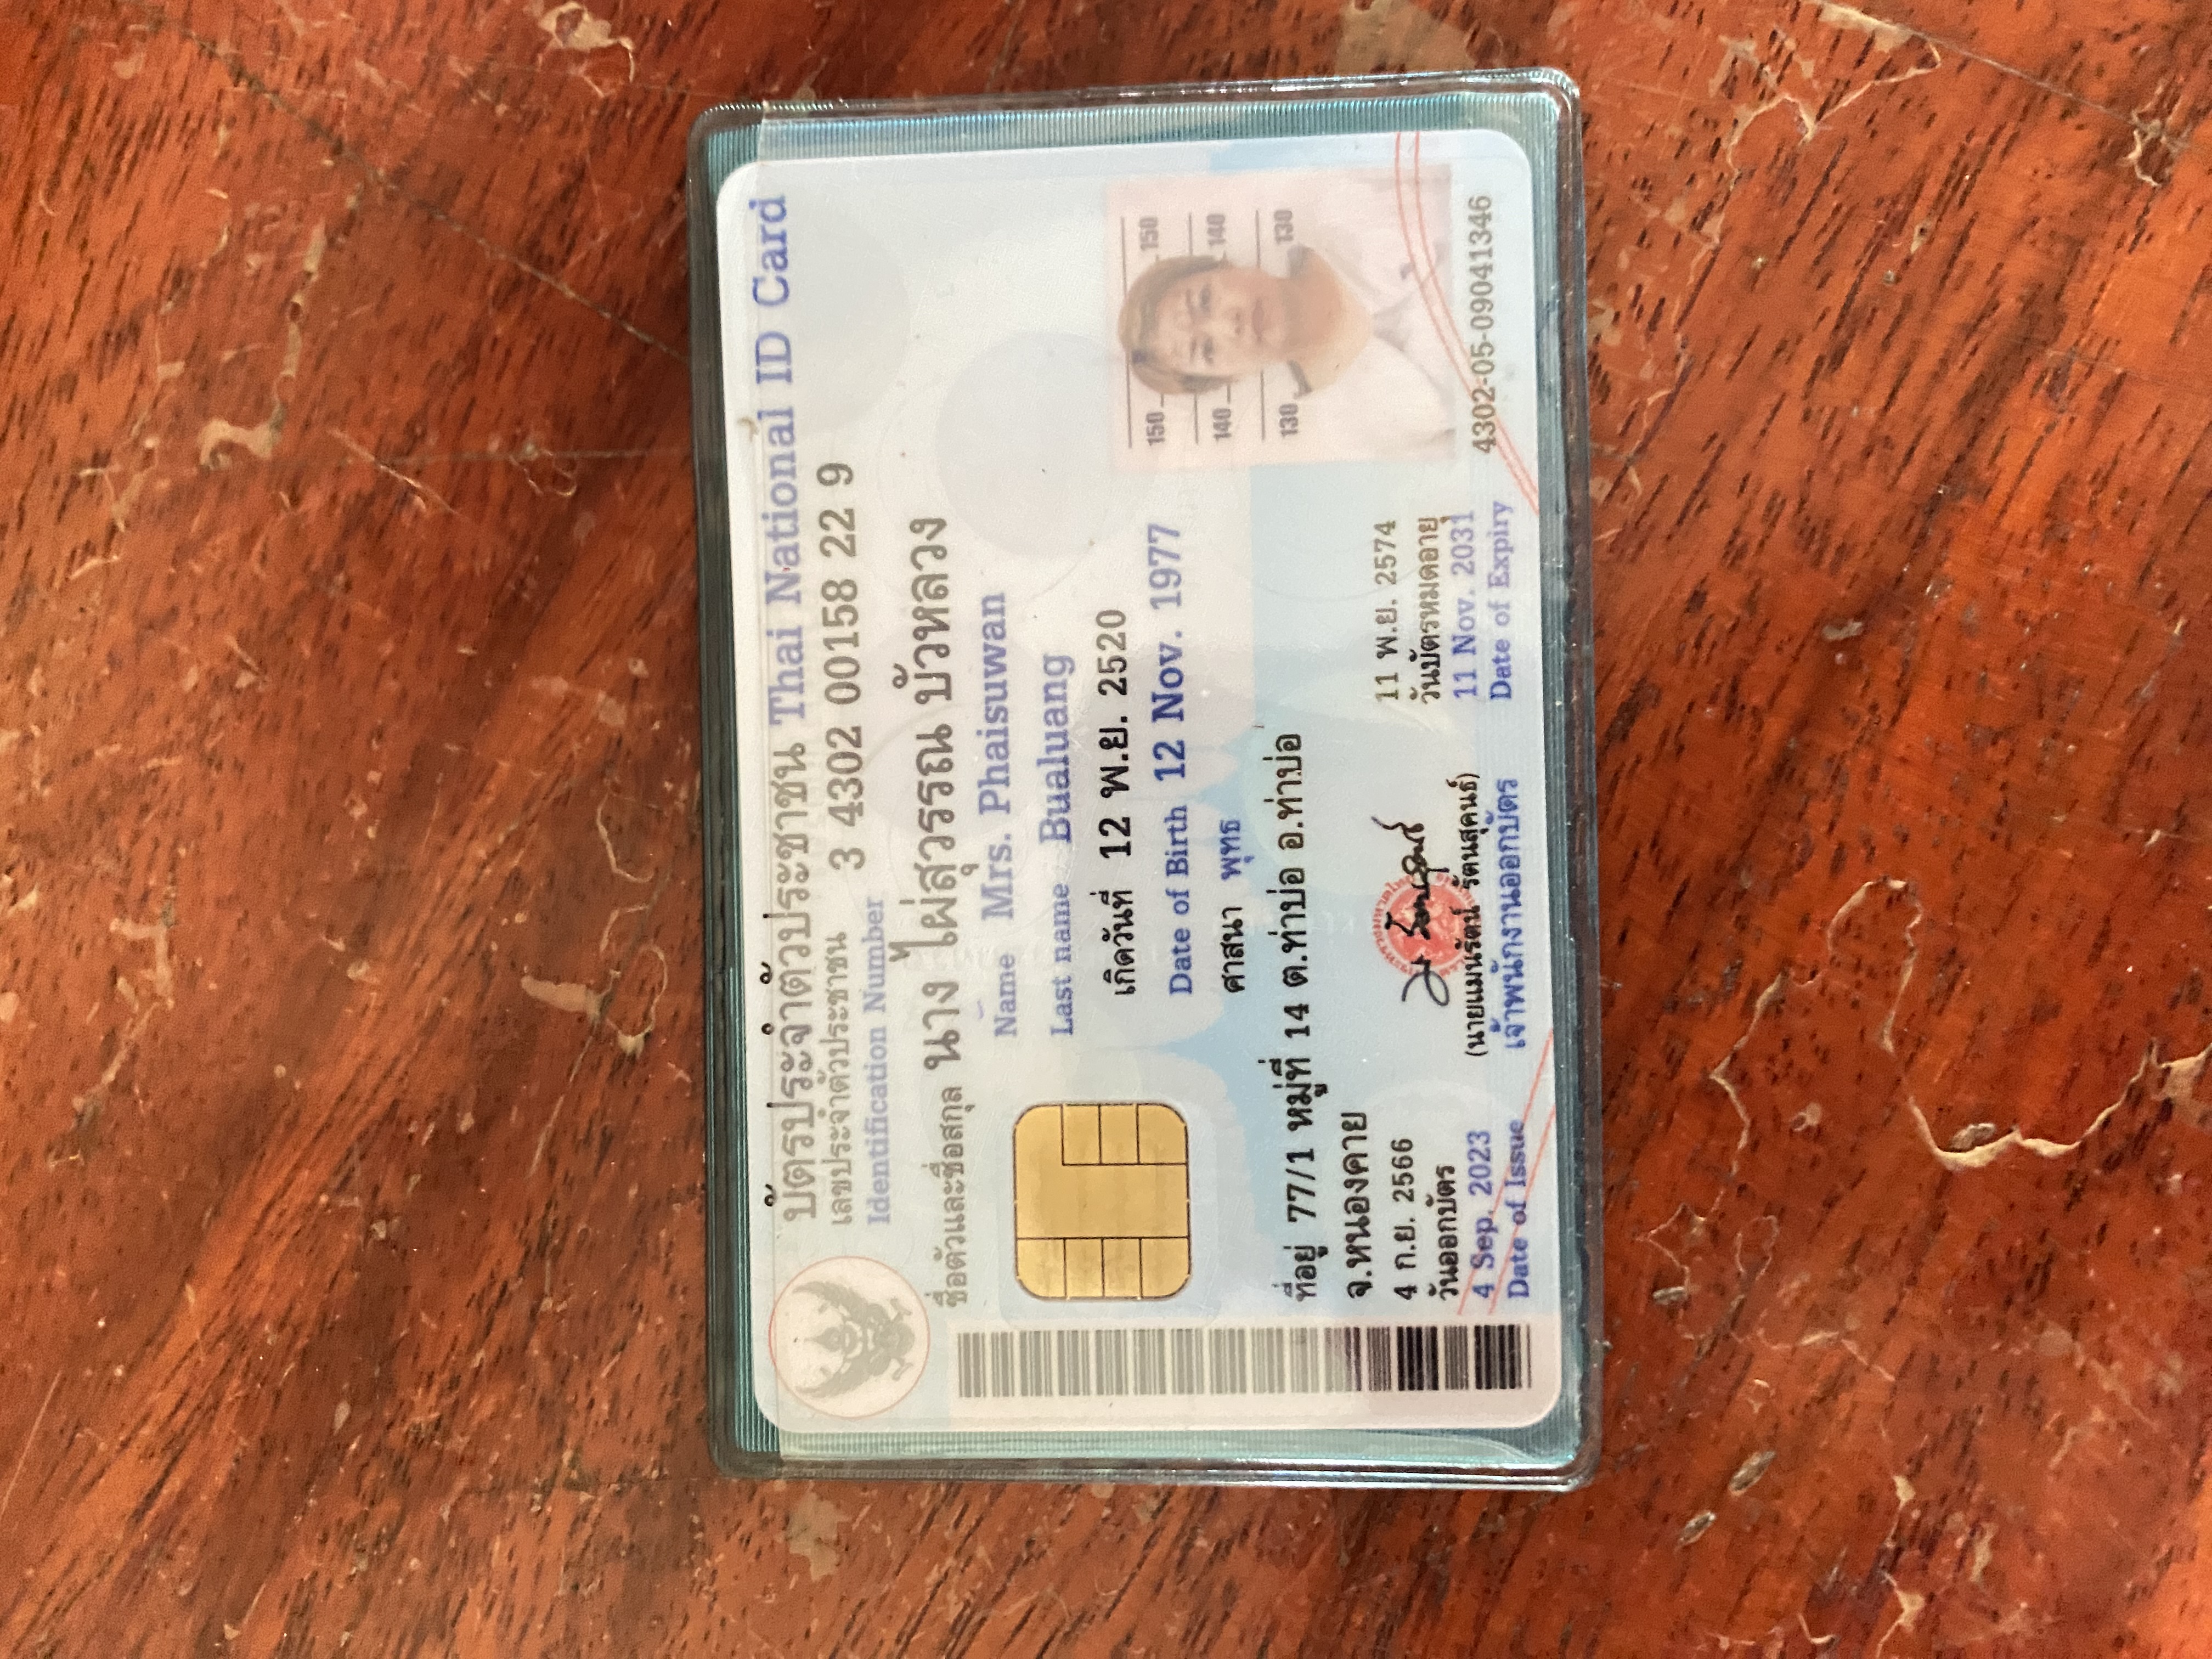 บัตรประจำตัวประชาชน Thai National ID Card
เลขประจำตัวประชาชน 3 4302 00158 22 9
Identification Number
ชื่อตัวและชื่อสกุล นาง ไผ่สุวรรณ บัวหลวง
Name Mrs. Phaisuwan
Last name Bualuang
เกิดวันที่ 12 พ.ย. 2520
Date of Birth 12 Nov. 1977
ศาสนา พุทธ
ที่อยู่ 77/1 หมู่ที่ 14 ต.ท่าบ่อ อ.ท่าบ่อ
จ.หนองคาย
150 150
140 140
130 130
4 ก.ย. 2566
วันออกบัตร
4 Sep. 2023
Date of Issue
(นายแมนรัตน์ รัตนสุคนธ์)
เจ้าพนักงานออกบัตร
11 พ.ย. 2574
วันบัตรหมดอายุ
11 Nov. 2031
Date of Expiry
4302-05-09041346